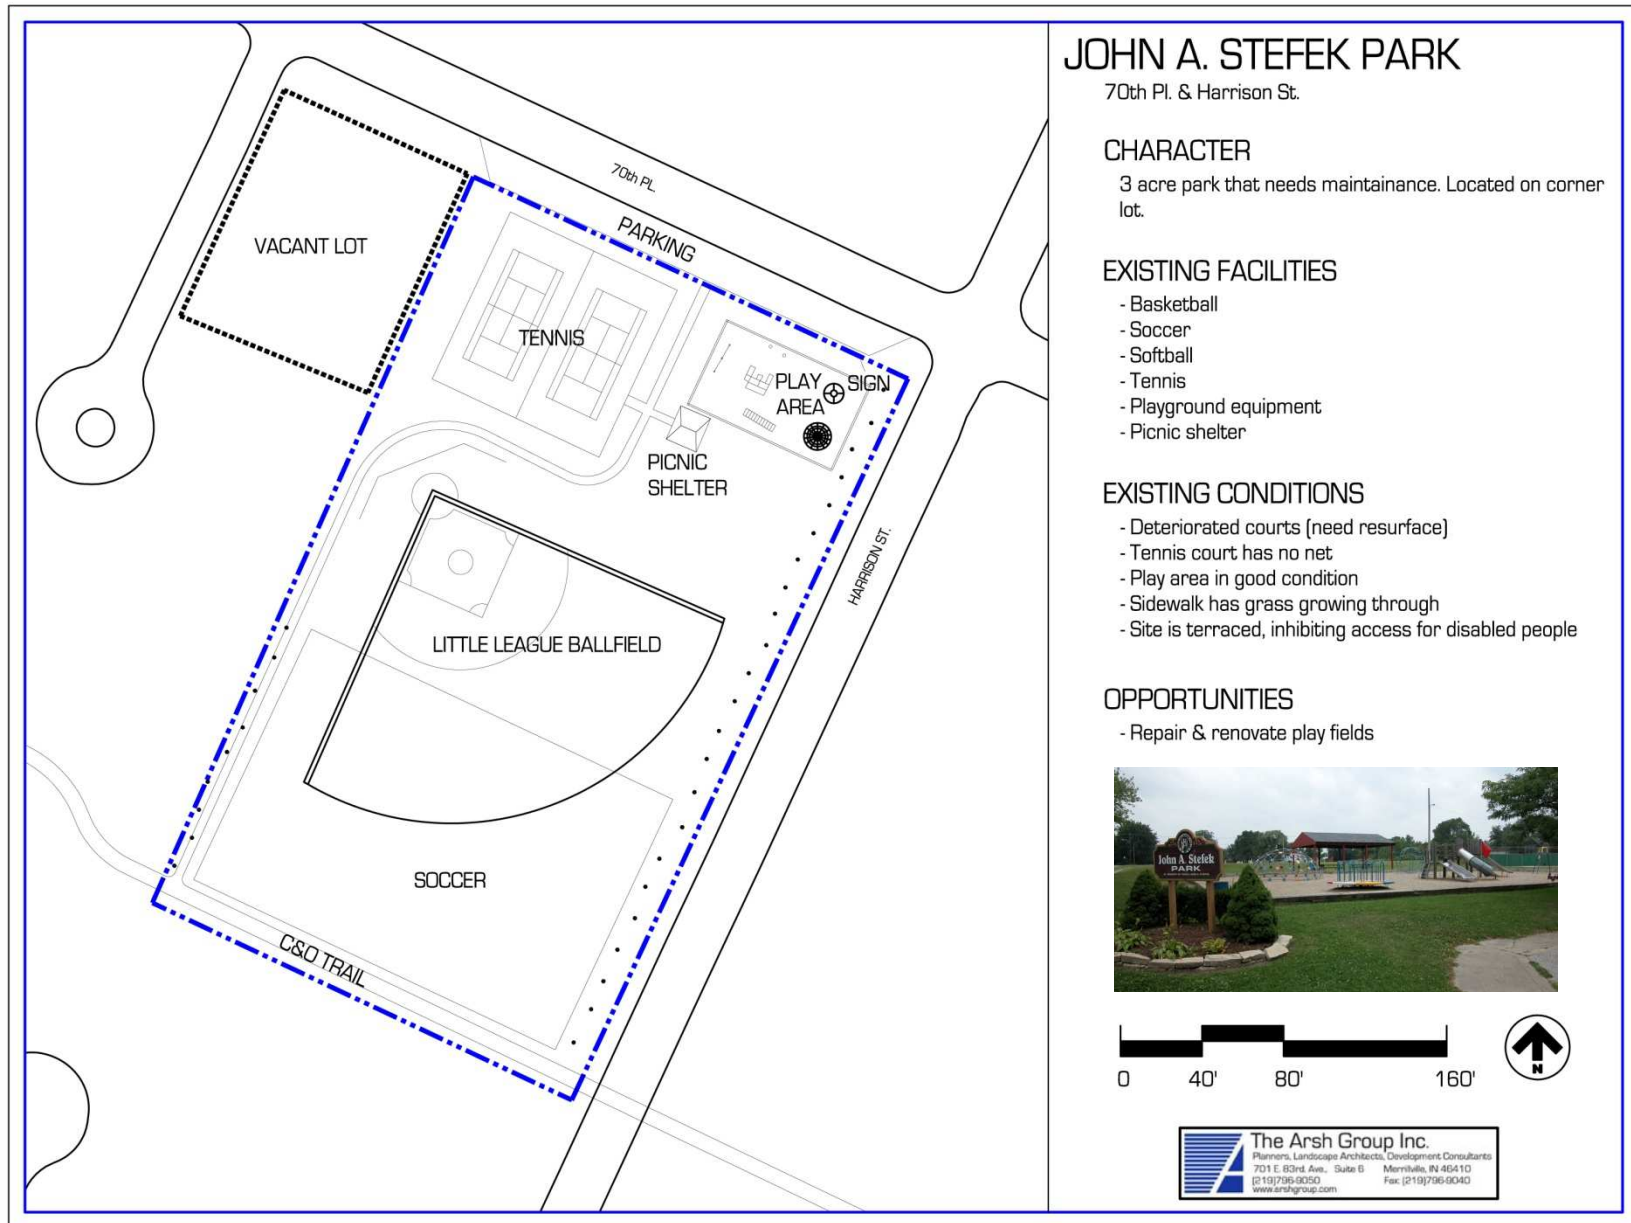 JOHN A. STEFEK PARK
70th Pl. & Harrison St.
CHARACTER
3 acre park that needs maintainance. Located on corner
lot.
EXISTING FACILITIES
- Basketball
- Soccer
- Softball
- Tennis
- Playground equipment
- Picnic shelter
EXISTING CONDITIONS
- Deteriorated courts (need resurface)
- Tennis court has no net
- Play area in good condition
- Sidewalk has grass growing through
- Site is terraced, inhibiting access for disabled people
OPPORTUNITIES
- Repair & renovate play fields
John A. Stefek
PARK
0 40' 80' 160'
N
The Arsh Group Inc.
Planners, Landscape Architects, Development Consultants
701 E. 83rd. Ave., Suite 6 Merrillville, IN 46410
(219)796-9050 Fax: (219)796-9040
www.arshgroup.com
70th PL.
PARKING
VACANT LOT
TENNIS
PLAY
AREA
SIGN
PICNIC
SHELTER
HARRISON ST.
LITTLE LEAGUE BALLFIELD
SOCCER
C&O TRAIL